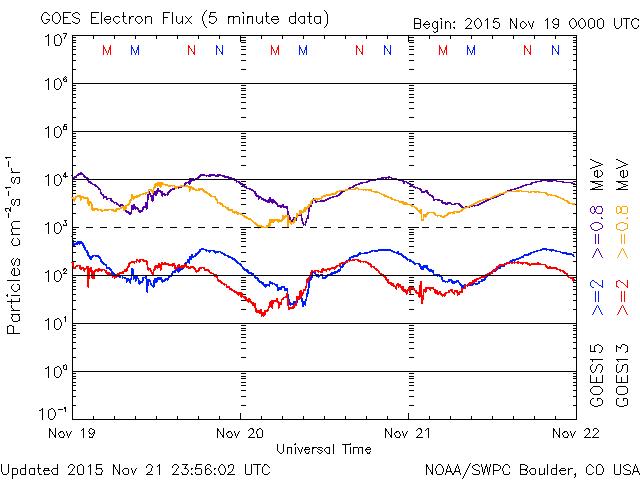 GOES Electron Flux (5 minute data)
Begin: 2015 Nov 19 0000 UTC
M M N N M M N N M M N N
10⁷
10⁶
10⁵
10⁴
10³
10²
10¹
10⁰
10⁻¹
Particles cm⁻²s⁻¹sr⁻¹
GOES15 >=2 >=0.8 MeV
GOES13 >=2 >=0.8 MeV
Nov 19 Nov 20 Nov 21 Nov 22
Universal Time
Updated 2015 Nov 21 23:56:02 UTC
NOAA/SWPC Boulder, CO USA